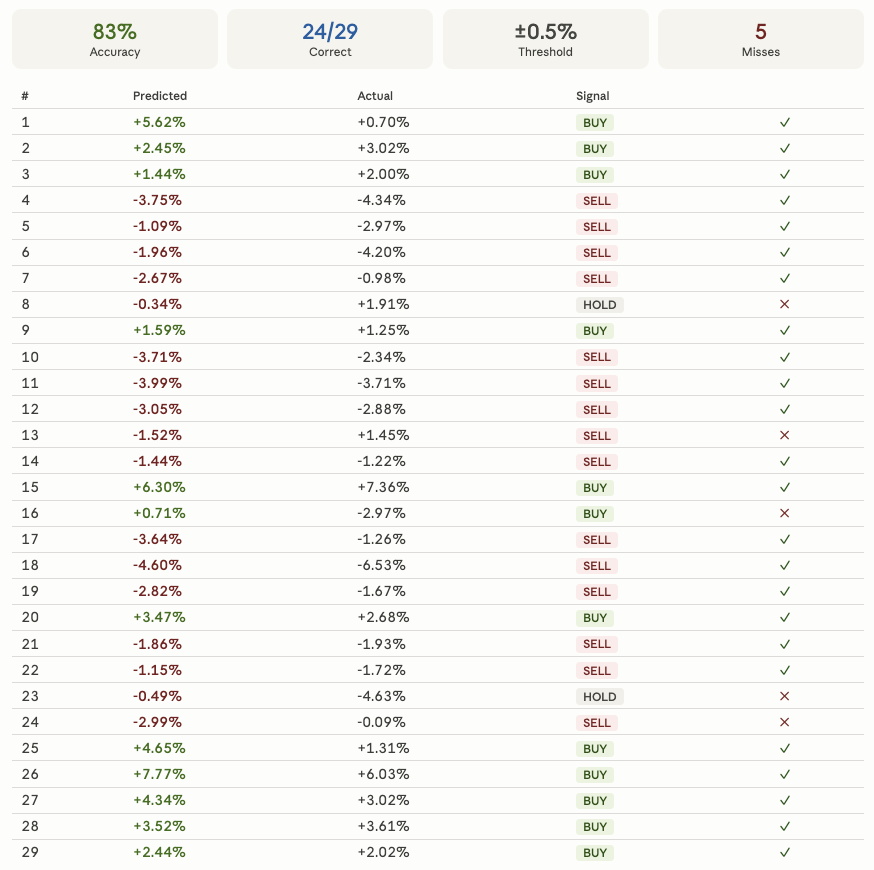 83% 24/29 ±0.5% 5
Accuracy Correct Threshold Misses
# Predicted Actual Signal
1 +5.62% +0.70% BUY ✓
2 +2.45% +3.02% BUY ✓
3 +1.44% +2.00% BUY ✓
4 -3.75% -4.34% SELL ✓
5 -1.09% -2.97% SELL ✓
6 -1.96% -4.20% SELL ✓
7 -2.67% -0.98% SELL ✓
8 -0.34% +1.91% HOLD ✕
9 +1.59% +1.25% BUY ✓
10 -3.71% -2.34% SELL ✓
11 -3.99% -3.71% SELL ✓
12 -3.05% -2.88% SELL ✓
13 -1.52% +1.45% SELL ✕
14 -1.44% -1.22% SELL ✓
15 +6.30% +7.36% BUY ✓
16 +0.71% -2.97% BUY ✕
17 -3.64% -1.26% SELL ✓
18 -4.60% -6.53% SELL ✓
19 -2.82% -1.67% SELL ✓
20 +3.47% +2.68% BUY ✓
21 -1.86% -1.93% SELL ✓
22 -1.15% -1.72% SELL ✓
23 -0.49% -4.63% HOLD ✕
24 -2.99% -0.09% SELL ✕
25 +4.65% +1.31% BUY ✓
26 +7.77% +6.03% BUY ✓
27 +4.34% +3.02% BUY ✓
28 +3.52% +3.61% BUY ✓
29 +2.44% +2.02% BUY ✓